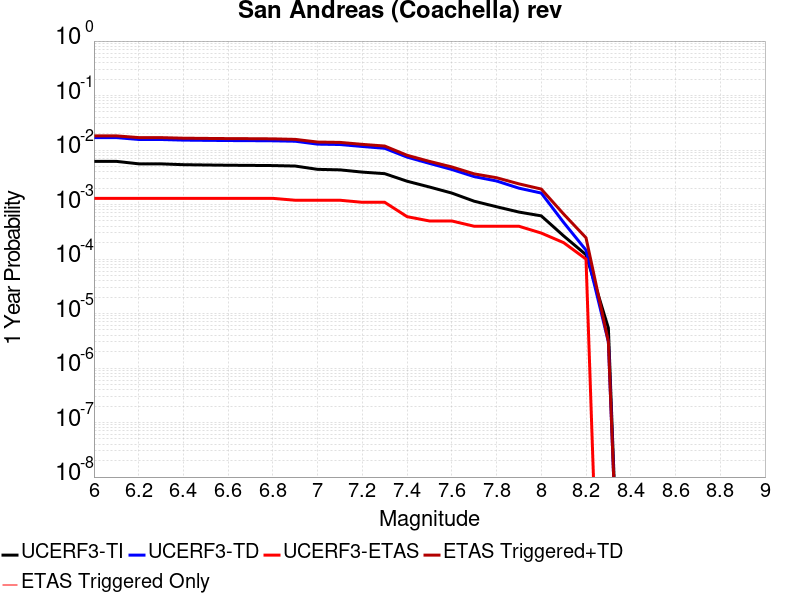 San Andreas (Coachella) rev
10^0
10^-1
10^-2
10^-3
10^-4
10^-5
10^-6
10^-7
10^-8
1 Year Probability
6 6.2 6.4 6.6 6.8 7 7.2 7.4 7.6 7.8 8 8.2 8.4 8.6 8.8 9
Magnitude
UCERF3-TI UCERF3-TD UCERF3-ETAS ETAS Triggered+TD
ETAS Triggered Only